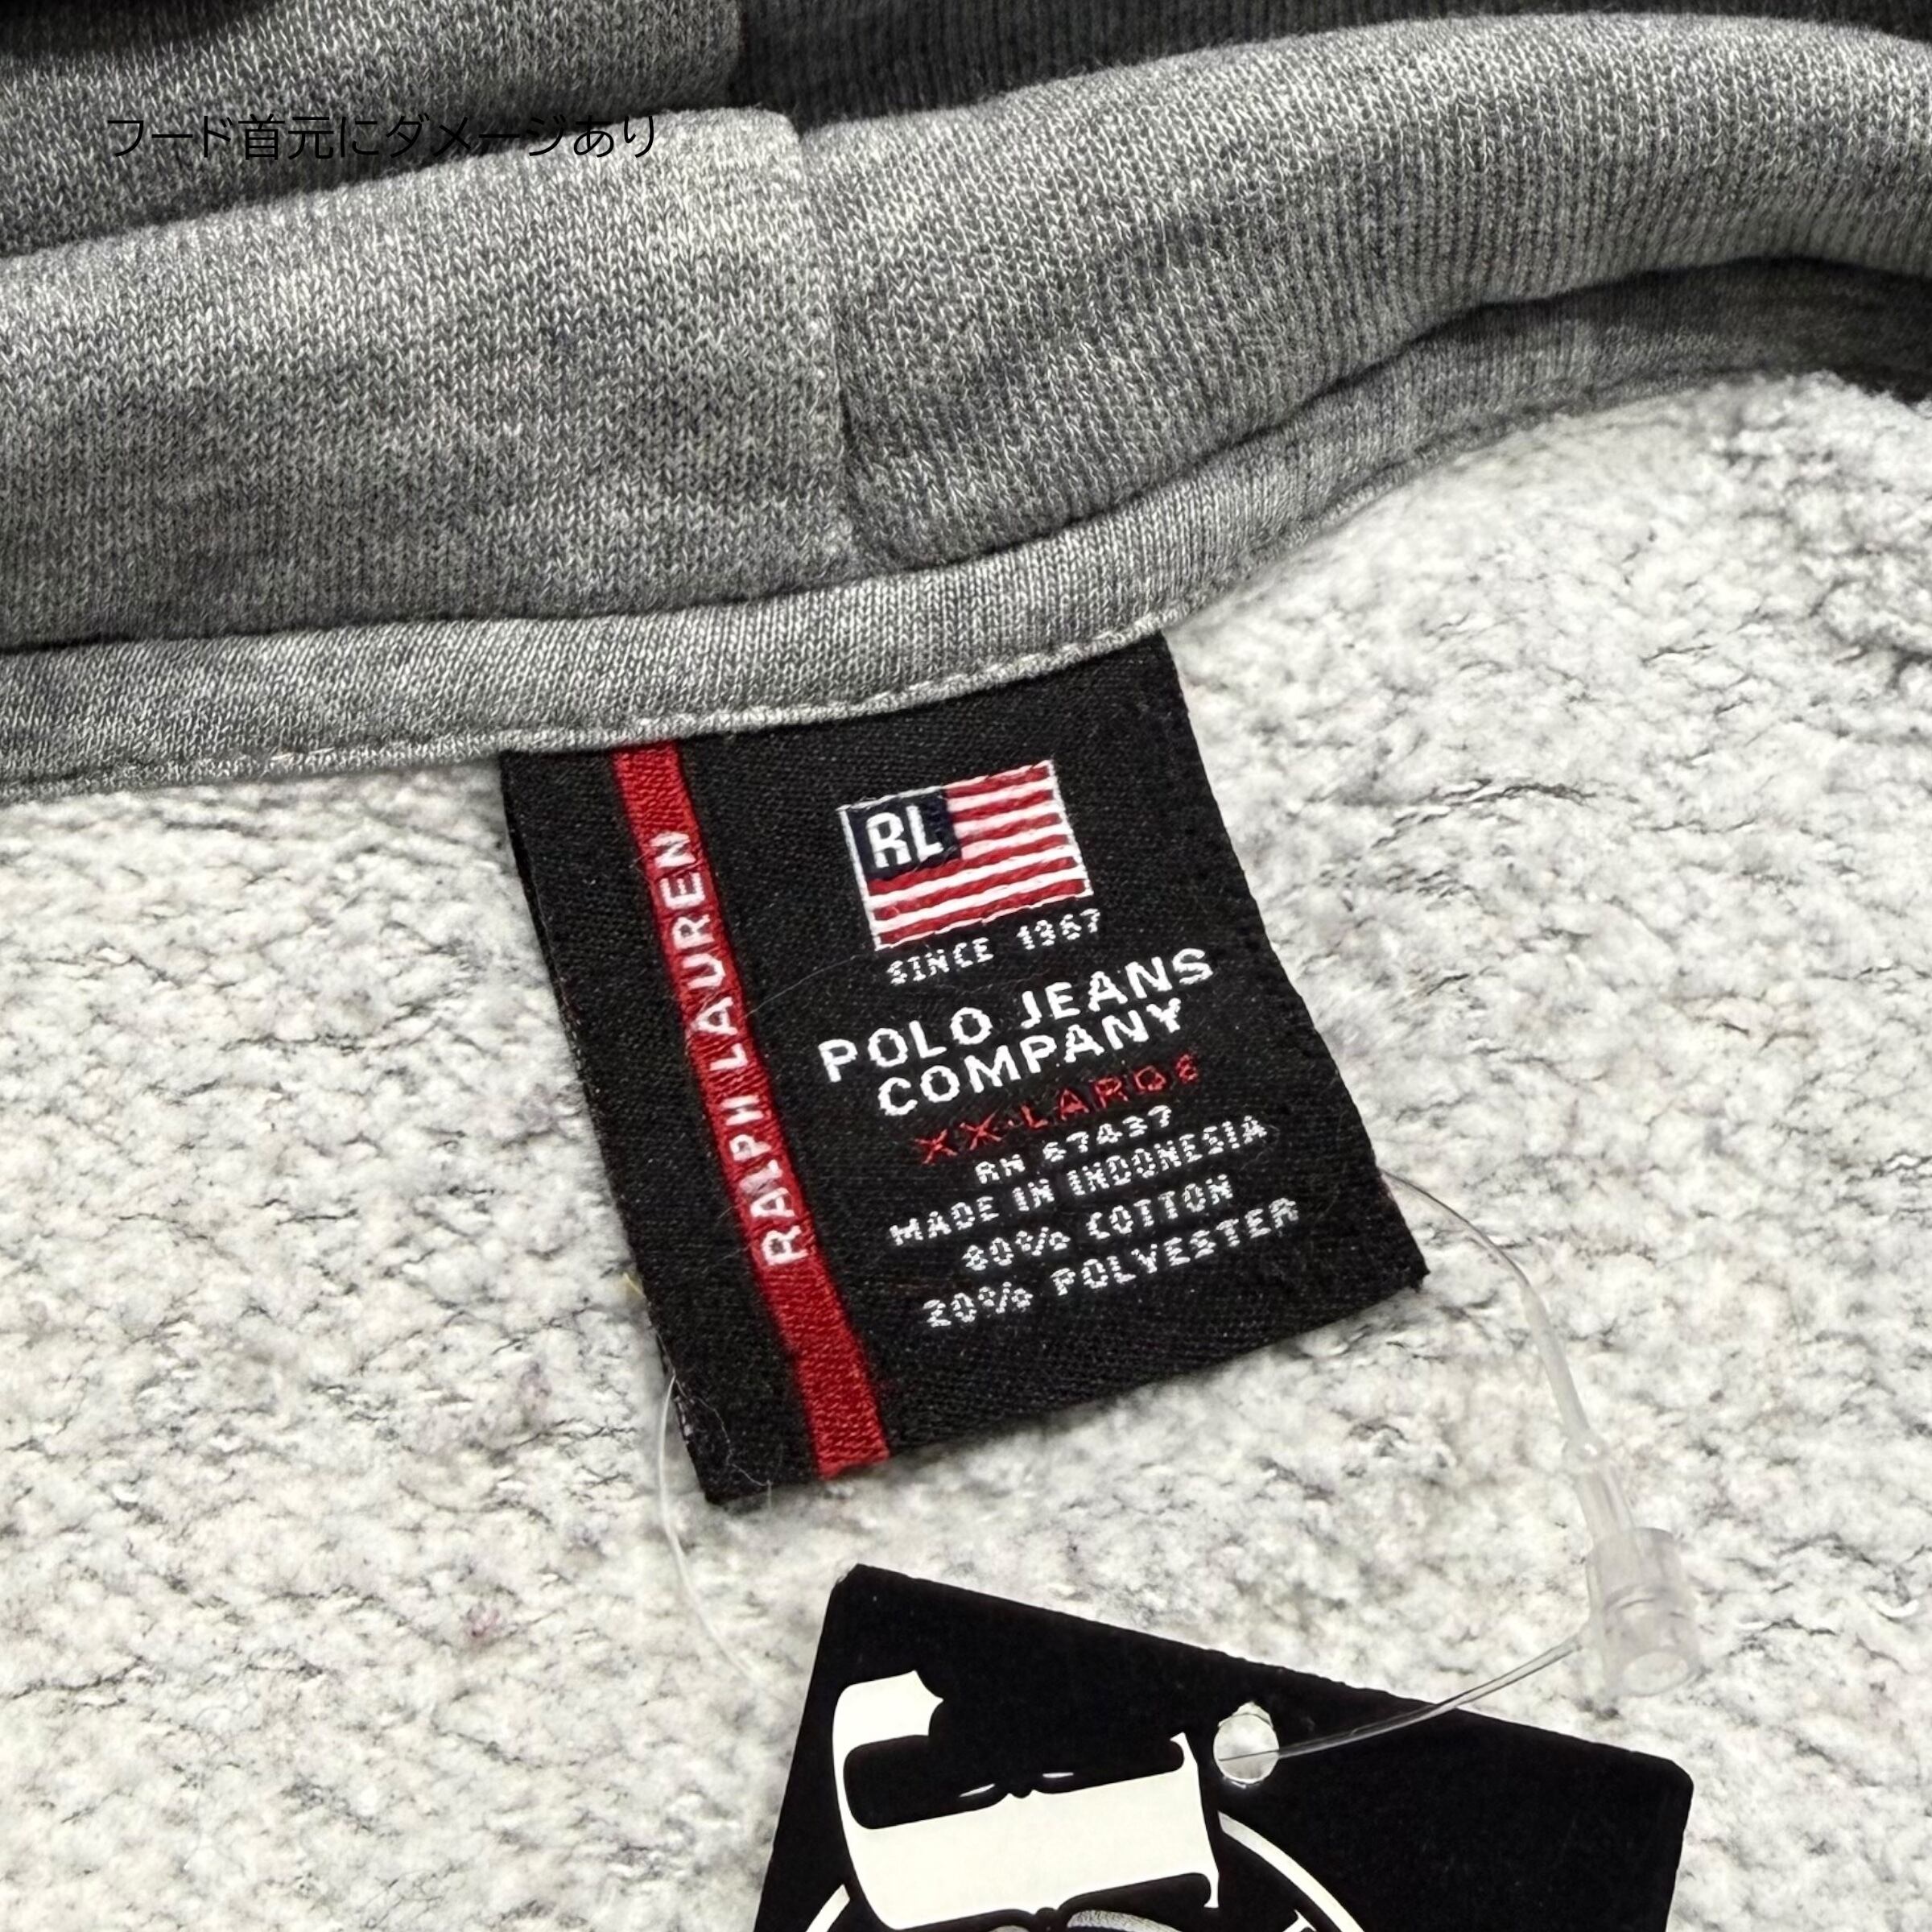 フード首元にダメージあり
RL
SINCE 1967
POLO JEANS
COMPANY
XX-LARGE
RN 87437
MADE IN INDONESIA
80% COTTON
20% POLYESTER
RALPH LAUREN